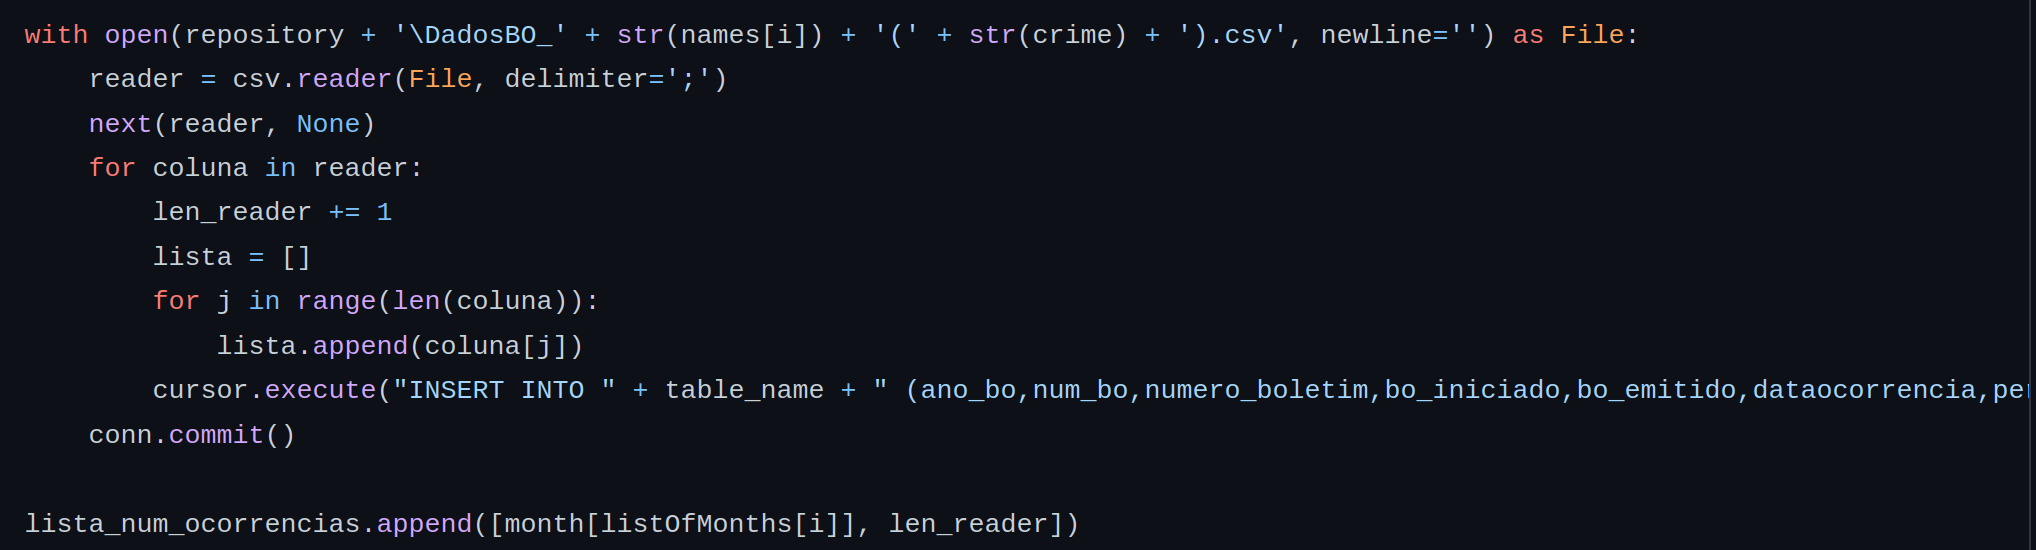 with open(repository + '\DadosBO_' + str(names[i]) + '(' + str(crime) + ').csv', newline='') as File:
    reader = csv.reader(File, delimiter=';')
    next(reader, None)
    for coluna in reader:
        len_reader += 1
        lista = []
        for j in range(len(coluna)):
            lista.append(coluna[j])
        cursor.execute("INSERT INTO " + table_name + " (ano_bo,num_bo,numero_boletim,bo_iniciado,bo_emitido,dataocorrencia,
    conn.commit()
lista_num_ocorrencias.append([month[listOfMonths[i]], len_reader])